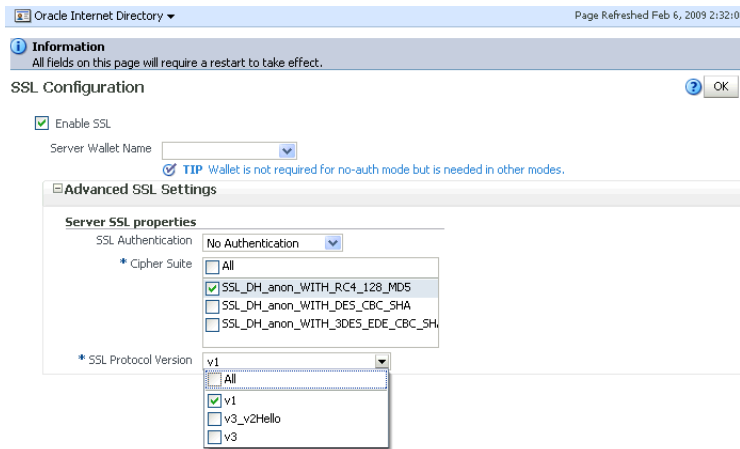 Oracle Internet Directory
Page Refreshed Feb 6, 2009 2:32:0
Information
All fields on this page will require a restart to take effect.
SSL Configuration
OK
Enable SSL
Server Wallet Name
TIP Wallet is not required for no-auth mode but is needed in other modes.
Advanced SSL Settings
Server SSL properties
SSL Authentication No Authentication
* Cipher Suite All
SSL_DH_anon_WITH_RC4_128_MD5
SSL_DH_anon_WITH_DES_CBC_SHA
SSL_DH_anon_WITH_3DES_EDE_CBC_SH
* SSL Protocol Version v1
All
v1
v3_v2Hello
v3